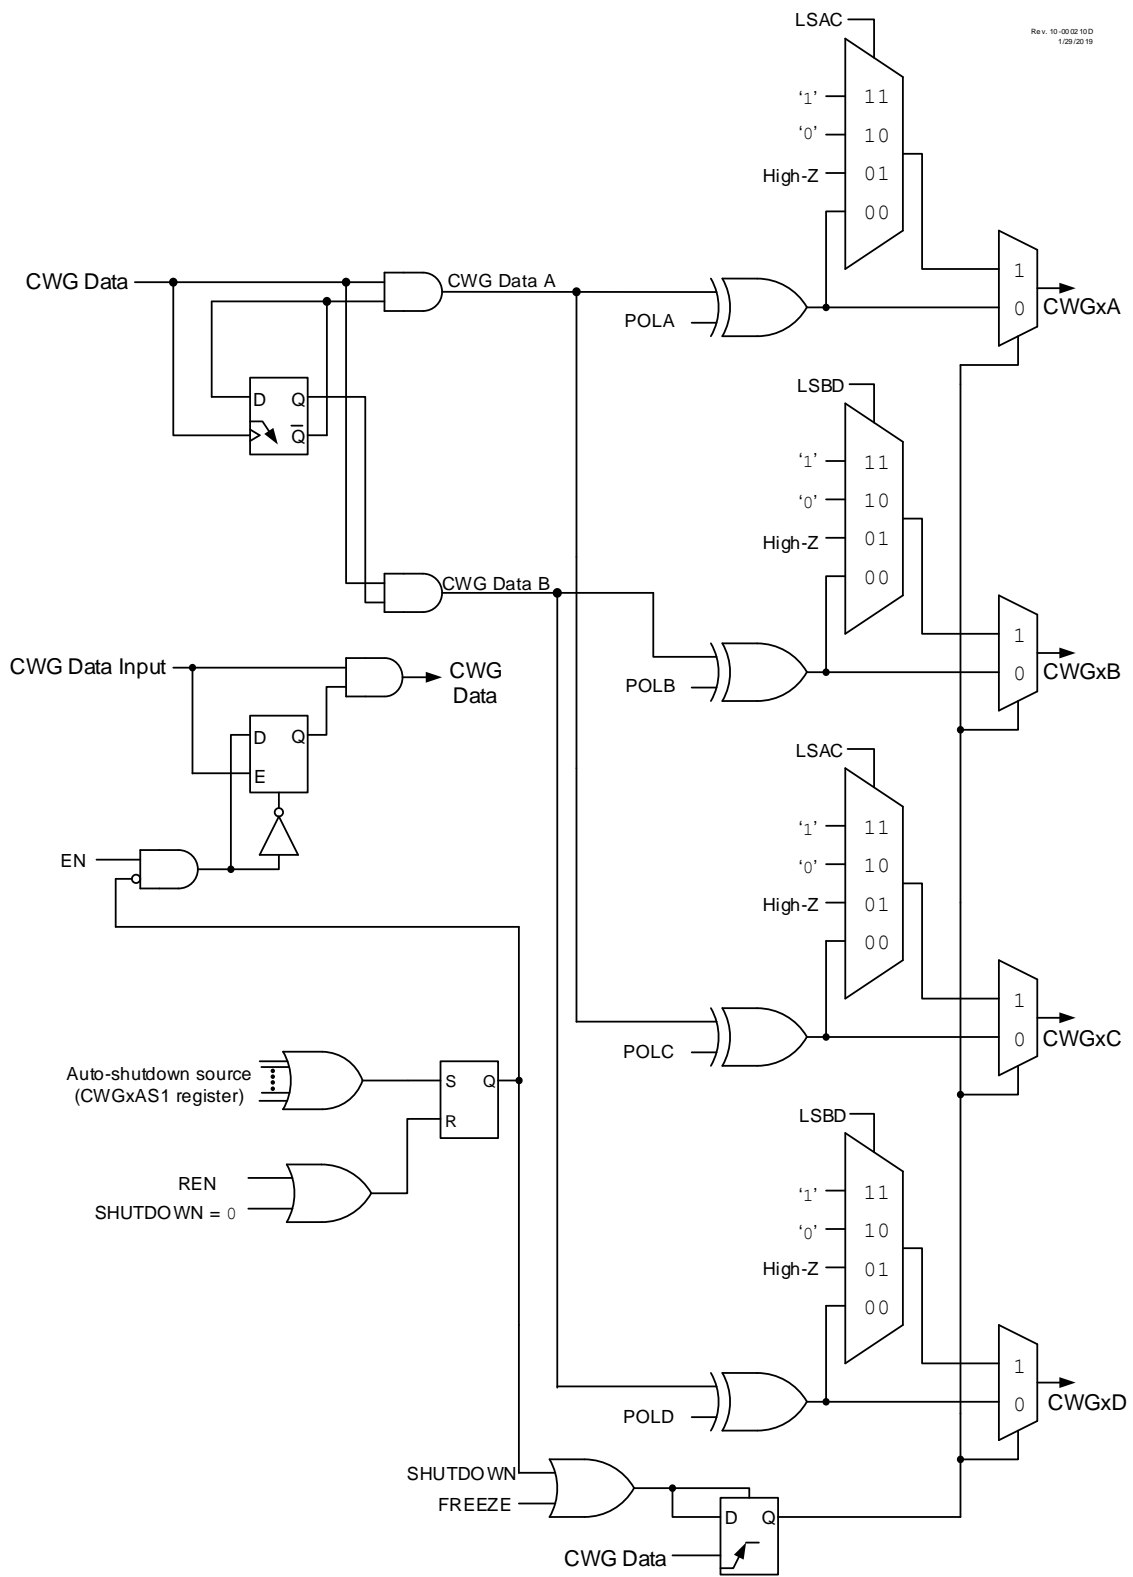 LSAC
Rev. 10-000210D
1/29/2019
‘1’ 11
‘0’ 10
High-Z 01
00
CWG Data
CWG Data A
POLA
1
0
CWGxA
D Q
Q
LSBD
‘1’ 11
‘0’ 10
High-Z 01
00
CWG Data B
CWG Data Input
CWG
Data
POLB
1
0
CWGxB
D Q
E
LSAC
‘1’ 11
‘0’ 10
High-Z 01
00
EN
POLC
1
0
CWGxC
Auto-shutdown source
(CWGxAS1 register)
S Q
R
REN
SHUTDOWN = 0
LSBD
‘1’ 11
‘0’ 10
High-Z 01
00
POLD
1
0
CWGxD
SHUTDOWN
FREEZE
D Q
CWG Data